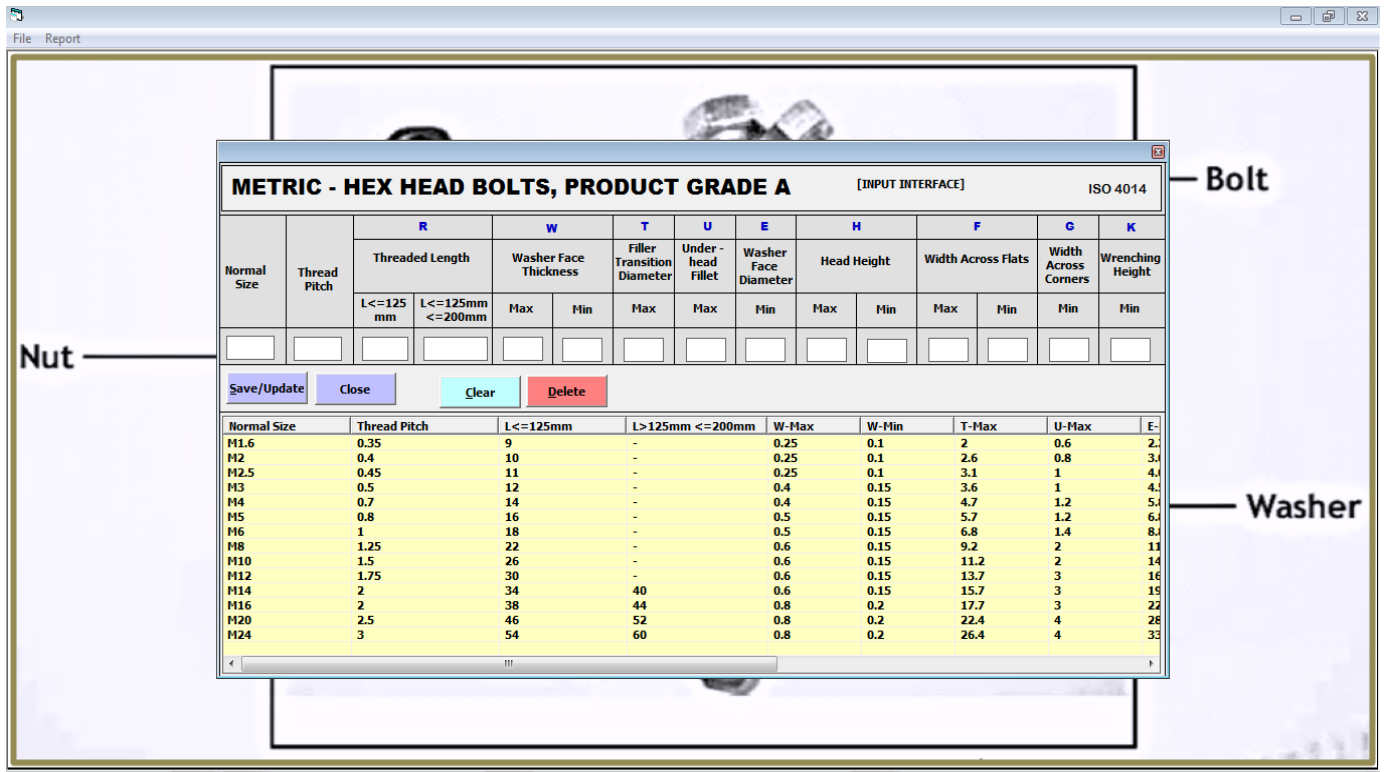 File Report
METRIC - HEX HEAD BOLTS, PRODUCT GRADE A [INPUT INTERFACE] ISO 4014
Bolt
R W T U E H F G K
Normal Size
Thread Pitch
Threaded Length
Washer Face Thickness
Filler Transition Diameter
Under - head Fillet
Washer Face Diameter
Head Height
Width Across Flats
Width Across Corners
Wrenching Height
L<=125 mm L<=125mm <=200mm Max Min Max Max Min Max Min Max Min Min Min
Nut
Save/Update Close Clear Delete
Normal Size Thread Pitch L<=125mm L>125mm <=200mm W-Max W-Min T-Max U-Max E-
M1.6 0.35 9 - 0.25 0.1 2 0.6
M2 0.4 10 - 0.25 0.1 2.6 0.8
M2.5 0.45 11 - 0.25 0.1 3.1 1
M3 0.5 12 - 0.4 0.15 3.6 1
M4 0.7 14 - 0.4 0.15 4.7 1.2
M5 0.8 16 - 0.5 0.15 5.7 1.2
M6 1 18 - 0.5 0.15 6.8 1.4
M8 1.25 22 - 0.6 0.15 9.2 2 11
M10 1.5 26 - 0.6 0.15 11.2 2 14
M12 1.75 30 - 0.6 0.15 13.7 3 16
M14 2 34 40 0.6 0.15 15.7 3 19
M16 2 38 44 0.8 0.2 17.7 3 22
M20 2.5 46 52 0.8 0.2 22.4 4 28
M24 3 54 60 0.8 0.2 26.4 4 33
Washer